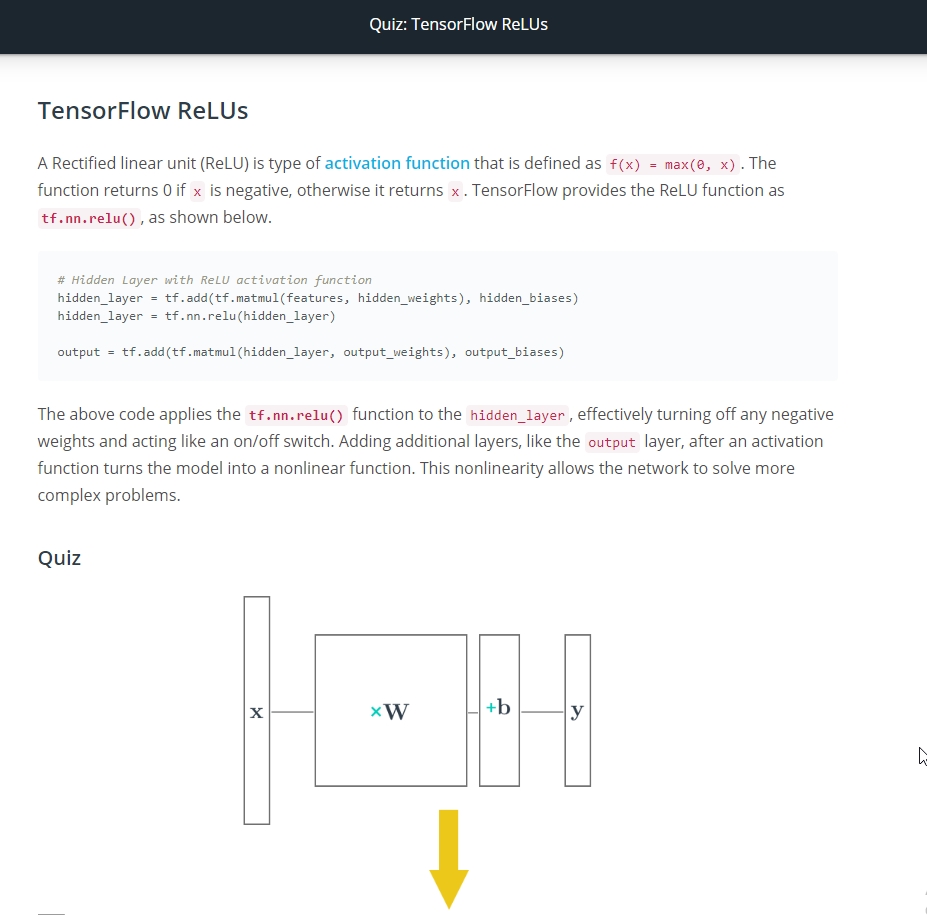 Quiz: TensorFlow ReLUs
TensorFlow ReLUs
A Rectified linear unit (ReLU) is type of activation function that is defined as f(x) = max(0, x). The
function returns 0 if x is negative, otherwise it returns x. TensorFlow provides the ReLU function as
tf.nn.relu(), as shown below.
# Hidden Layer with ReLU activation function
hidden_layer = tf.add(tf.matmul(features, hidden_weights), hidden_biases)
hidden_layer = tf.nn.relu(hidden_layer)
output = tf.add(tf.matmul(hidden_layer, output_weights), output_biases)
The above code applies the tf.nn.relu() function to the hidden_layer, effectively turning off any negative
weights and acting like an on/off switch. Adding additional layers, like the output layer, after an activation
function turns the model into a nonlinear function. This nonlinearity allows the network to solve more
complex problems.
Quiz
x ×W +b y